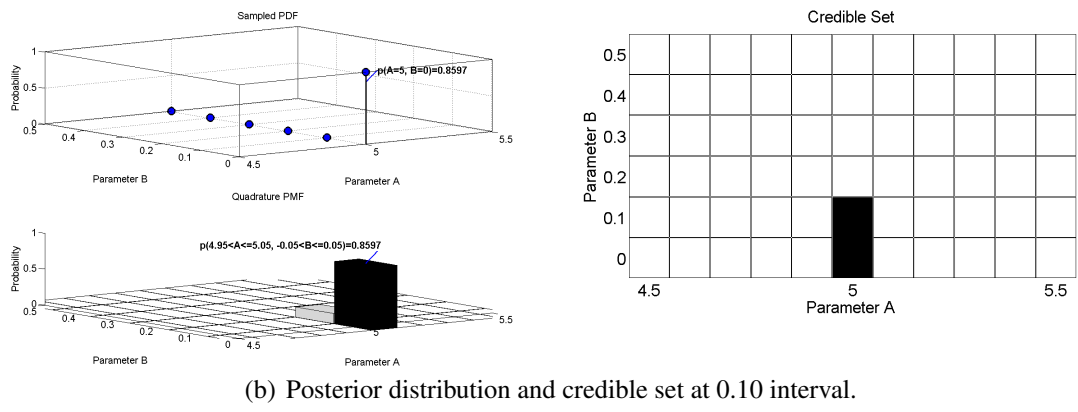 Sampled PDF
Probability
1
0.5
0
p(A=5, B=0)=0.8597
0.5
0.4
0.3
0.2
0.1
0
4.5
5
5.5
Parameter B
Parameter A
Quadrature PMF
Probability
1
0.5
0
p(4.95<A<=5.05, -0.05<B<=0.05)=0.8597
0.5
0.4
0.3
0.2
0.1
0
4.5
5
5.5
Parameter B
Parameter A
Credible Set
Parameter B
0.5
0.4
0.3
0.2
0.1
0
4.5
5
5.5
Parameter A
(b) Posterior distribution and credible set at 0.10 interval.